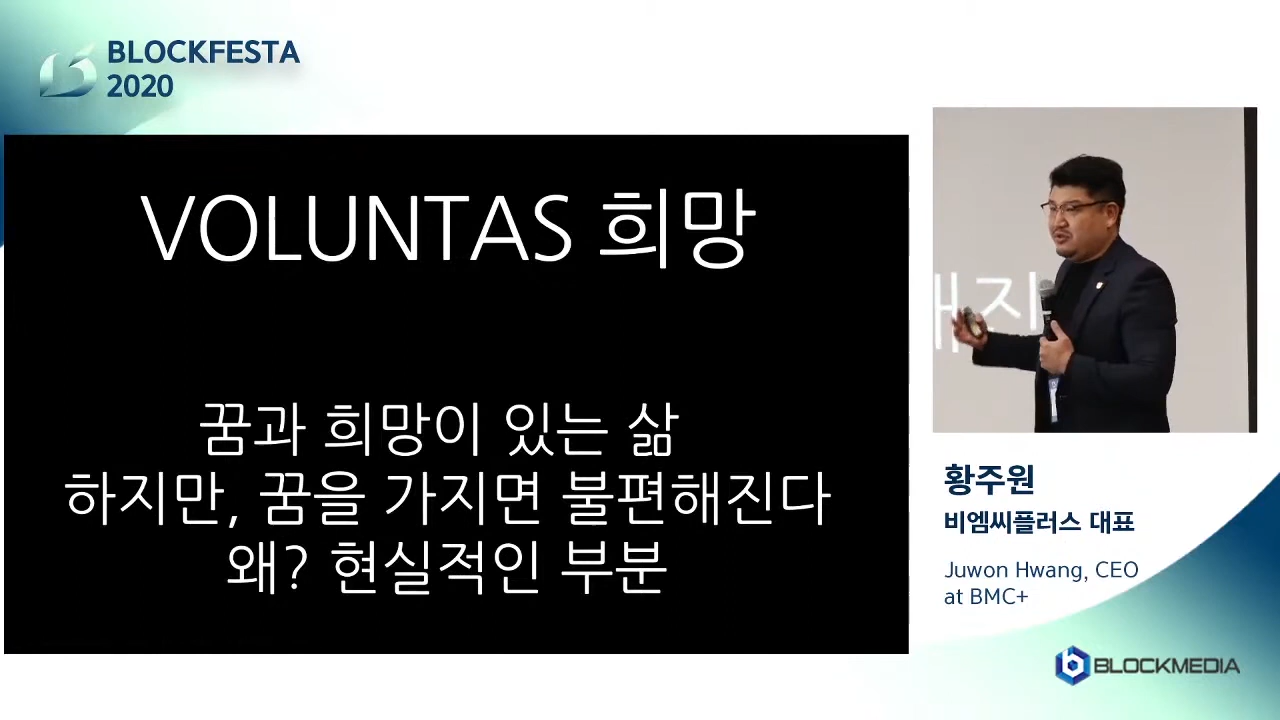 BLOCKFESTA
2020
VOLUNTAS 희망
꿈과 희망이 있는 삶
하지만, 꿈을 가지면 불편해진다
왜? 현실적인 부분
해진
황주원
비엠씨플러스 대표
Juwon Hwang, CEO
at BMC+
BLOCKMEDIA